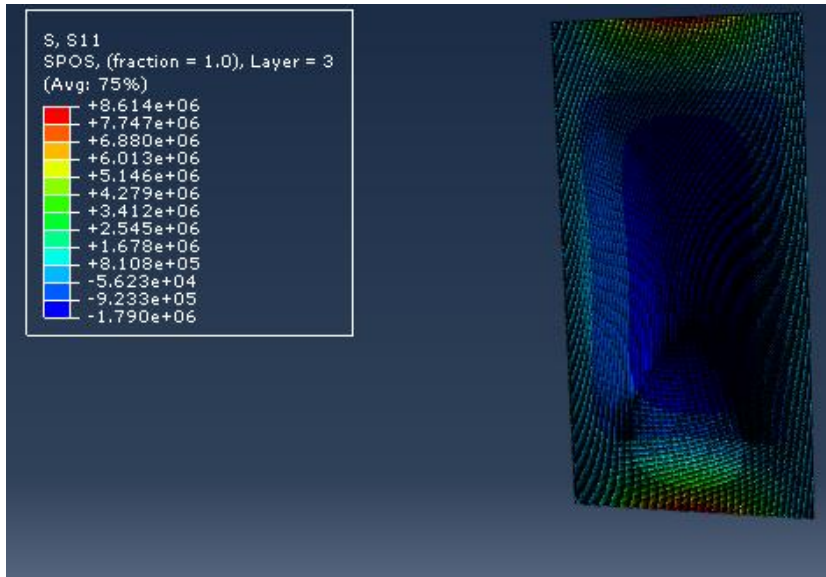 S, S11
SPOS, (fraction = 1.0), Layer = 3
(Avg: 75%)
+8.614e+06
+7.747e+06
+6.880e+06
+6.013e+06
+5.146e+06
+4.279e+06
+3.412e+06
+2.545e+06
+1.678e+06
+8.108e+05
-5.623e+04
-9.233e+05
-1.790e+06